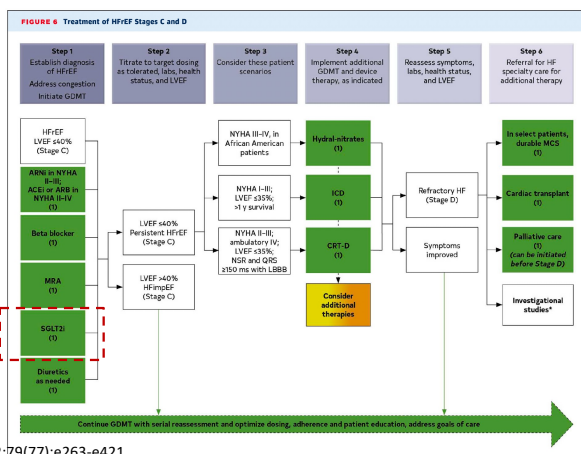 FIGURE 6 Treatment of HFrEF Stages C and D
Step 1
Establish diagnosis
of HFrEF
Address congestion
Initiate GDMT
Step 2
Titrate to target dosing
as tolerated, labs, health
status, and LVEF
Step 3
Consider these patient
scenarios
Step 4
Implement additional
GDMT and device
therapy, as indicated
Step 5
Reassess symptoms,
labs, health status,
and LVEF
Step 6
Referral for HF
specialty care for
additional therapy
HFrEF
LVEF ≤40%
(Stage C)
ARNi in NYHA
II–III;
ACEi or ARB in
NYHA II–IV
(1)
Beta blocker
(1)
MRA
(1)
SGLT2i
(1)
Diuretics
as needed
(1)
LVEF ≤40%
Persistent HFrEF
(Stage C)
LVEF >40%
HFimpEF
(Stage C)
NYHA III–IV, in
African American
patients
NYHA I–III;
LVEF ≤35%;
>1 y survival
NYHA II–III;
ambulatory IV;
LVEF ≤35%;
NSR and QRS
≥150 ms with LBBB
Hydral-nitrates
(1)
ICD
(1)
CRT-D
(1)
Consider
additional
therapies
Refractory HF
(Stage D)
Symptoms
improved
In select patients,
durable MCS
(1)
Cardiac transplant
(1)
Palliative care
(1)
(can be initiated
before Stage D)
Investigational
studies*
Continue GDMT with serial reassessment and optimize dosing, adherence and patient education, address goals of care
:79(77):e263-e421